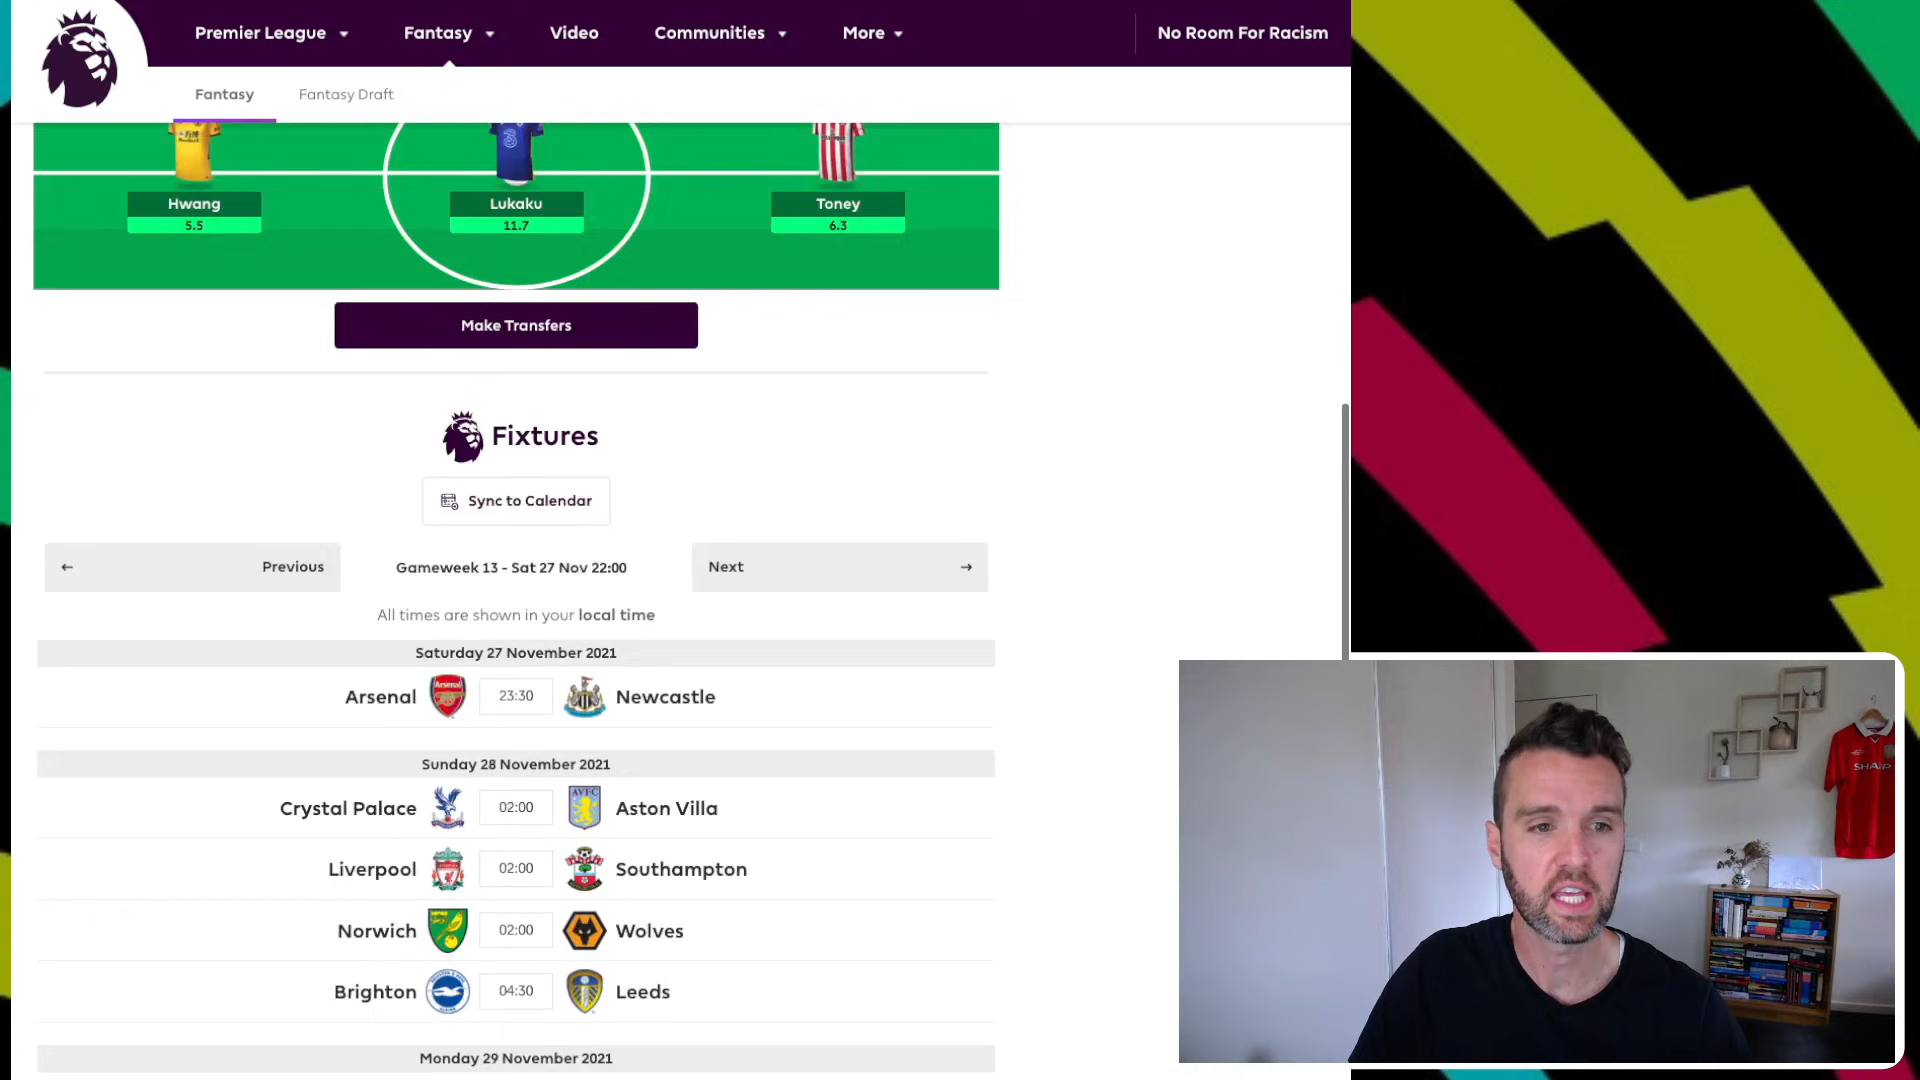 Premier League
Fantasy
Video
Communities
More
No Room For Racism
Fantasy
Fantasy Draft
3
Hwang
5.5
Lukaku
11.7
Toney
6.3
Make Transfers
Fixtures
Sync to Calendar
← Previous
Gameweek 13 - Sat 27 Nov 22:00
Next →
All times are shown in your local time
Saturday 27 November 2021
Arsenal Arsenal 23:30 Newcastle
Sunday 28 November 2021
Crystal Palace 02:00 AVFC Aston Villa
Liverpool 02:00 Southampton
Norwich 02:00 Wolves
Brighton 04:30 Leeds
Monday 29 November 2021
SHARP